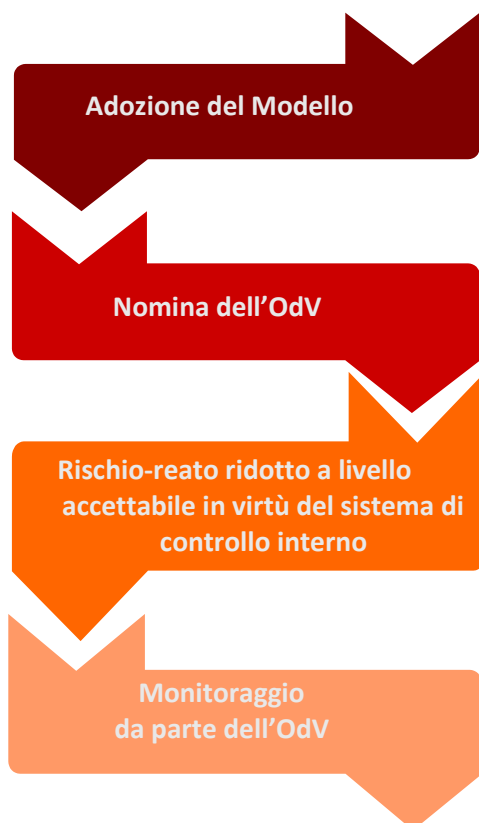 Adozione del Modello
Nomina dell’OdV
Rischio-reato ridotto a livello
accettabile in virtù del sistema di
controllo interno
Monitoraggio
da parte dell’OdV